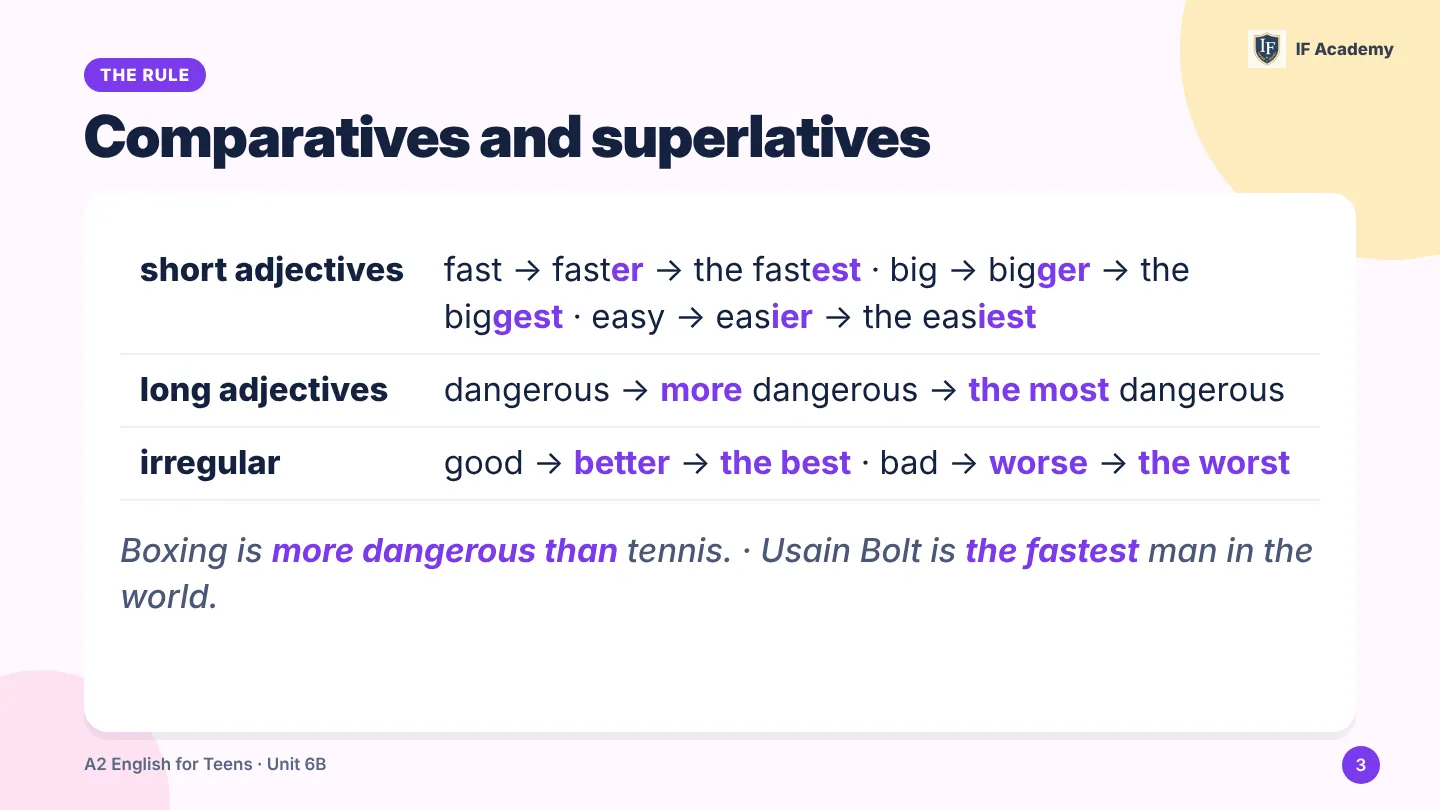 IF Academy
THE RULE
Comparatives and superlatives
short adjectives fast → faster → the fastest · big → bigger → the
biggest · easy → easier → the easiest
long adjectives dangerous → more dangerous → the most dangerous
irregular good → better → the best · bad → worse → the worst
Boxing is more dangerous than tennis. · Usain Bolt is the fastest man in the
world.
A2 English for Teens · Unit 6B
3